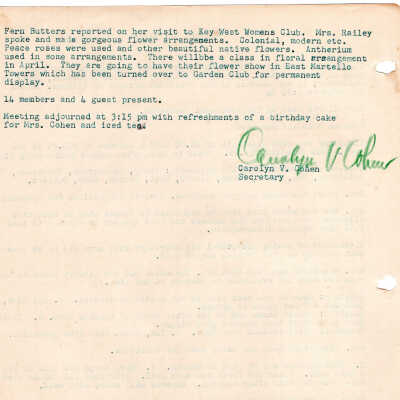 Fern Butters reported on her visit to Key West Womens Club. Mrs. Railey
spoke and made gorgeous flower arrangements. Colonial, modern etc.
Peace roses were used and other beautiful native flowers. Antherium
used in some arrangements. There willbbe a class in floral arrangement
in April. They are going to have their flower show in East Martello
Towers which has been turned over to Garden Club for permanent
display.
14 members and 4 guest present.
Meeting adjourned at 3:15 pm with refreshments of a birthday cake
for Mrs. Cohen and iced tea
Carolyn V Cohen
Carolyn V. Cohen
Secretary